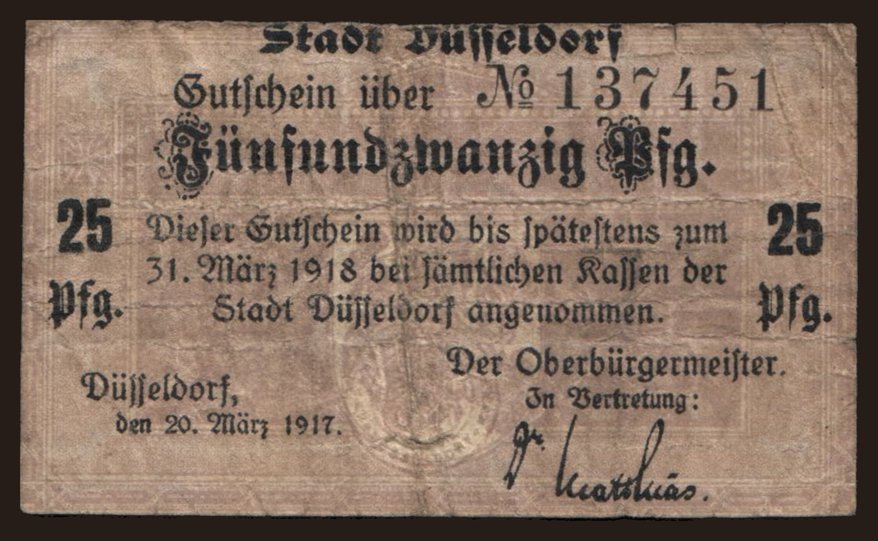 Stadt Düsseldorf
Gutschein über № 137451
Fünfundzwanzig Pfg.
25 Pfg.
Dieser Gutschein wird bis spätestens zum
31. März 1918 bei sämtlichen Kassen der
Stadt Düsseldorf angenommen.
25 Pfg.
Düsseldorf,
den 20. März 1917.
Der Oberbürgermeister.
In Vertretung:
Dr.